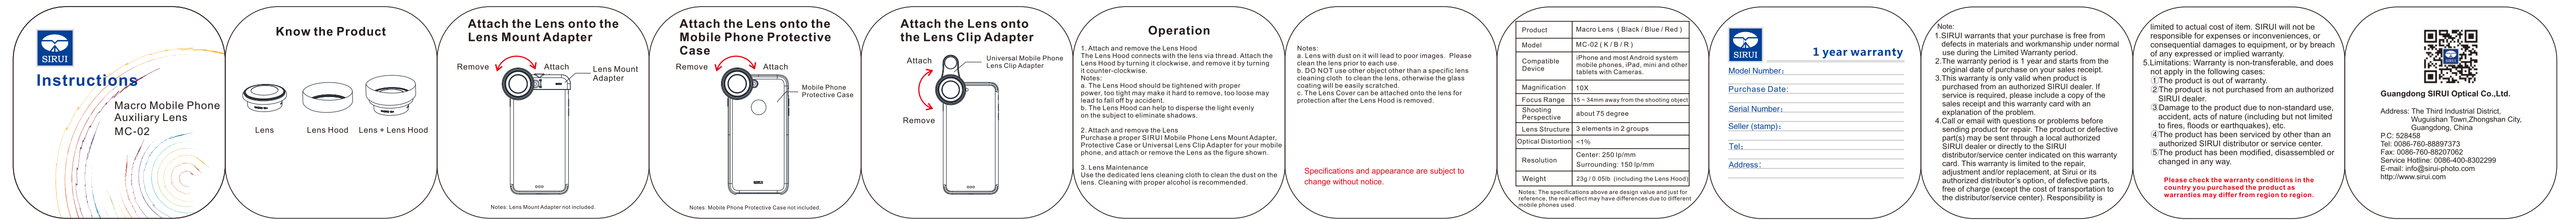 SIRUI
Instructions
Macro Mobile Phone
Auxiliary Lens
MC-02
Know the Product
Lens
Lens Hood
Lens + Lens Hood
Attach the Lens onto the
Lens Mount Adapter
Remove
Attach
Lens Mount
Adapter
Notes: Lens Mount Adapter not included.
Attach the Lens onto the
Mobile Phone Protective
Case
Remove
Attach
Mobile Phone
Protective Case
SIRUI
Notes: Mobile Phone Protective Case not included.
Attach the Lens onto
the Lens Clip Adapter
Attach
Universal Mobile Phone
Lens Clip Adapter
Remove
Operation
1. Attach and remove the Lens Hood
The Lens Hood connects with the lens via thread. Attach the
Lens Hood by turning it clockwise, and remove it by turning
it counter-clockwise.
Notes:
a. The Lens Hood should be tightened with proper
power, too tight may make it hard to remove, too loose may
lead to fall off by accident.
b. The Lens Hood can help to disperse the light evenly
on the subject to eliminate shadows.
2. Attach and remove the Lens
Purchase a proper SIRUI Mobile Phone Lens Mount Adapter,
Protective Case or Universal Lens Clip Adapter for your mobile
phone, and attach or remove the Lens as the figure shown.
3. Lens Maintenance
Use the dedicated lens cleaning cloth to clean the dust on the
lens. Cleaning with proper alcohol is recommended.
Notes:
a. Lens with dust on it will lead to poor images. Please
clean the lens prior to each use.
b. DO NOT use other object other than a specific lens
cleaning cloth to clean the lens, otherwise the glass
coating will be easily scratched.
c. The Lens Cover can be attached onto the lens for
protection after the Lens Hood is removed.
Specifications and appearance are subject to
change without notice.
Product Macro Lens ( Black / Blue / Red )
Model MC-02 ( K / B / R )
Compatible
Device
iPhone and most Android system
mobile phones, iPad, mini and other
tablets with Cameras.
Magnification 10X
Focus Range 15 ~ 34mm away from the shooting object
Shooting
Perspective
about 75 degree
Lens Structure 3 elements in 2 groups
Optical Distortion <1%
Resolution
Center: 250 lp/mm
Surrounding: 150 lp/mm
Weight 23g / 0.05lb (including the Lens Hood)
Notes: The specifications above are design value and just for
reference, the real affect may have differences due to different
mobile phones used.
SIRUI
1 year warranty
Model Number:
Purchase Date:
Serial Number:
Seller (stamp):
Tel:
Address:
Note:
1.SIRUI warrants that your purchase is free from
defects in materials and workmanship under normal
use during the Limited Warranty period.
2.The warranty period is 1 year and starts from the
original date of purchase on your sales receipt.
3.This warranty is only valid when product is
purchased from an authorized SIRUI dealer. If
service is required, please include a copy of the
sales receipt and this warranty card with an
explanation of the problem.
4.Call or email with questions or problems before
sending product for repair. The product or defective
part(s) may be sent through a local authorized
SIRUI dealer or directly to the SIRUI
distributor/service center indicated on this warranty
card. This warranty is limited to the repair,
adjustment and/or replacement, at Sirui or its
authorized distributor's option, of defective parts,
free of charge (except the cost of transportation to
the distributor/service center). Responsibility is
limited to actual cost of item. SIRUI will not be
responsible for expenses or inconveniences, or
consequential damages to equipment, or by breach
of any expressed or implied warranty.
5.Limitations: Warranty is non-transferable, and does
not apply in the following cases:
①The product is out of warranty.
②The product is not purchased from an authorized
SIRUI dealer.
③Damage to the product due to non-standard use,
accident, acts of nature (including but not limited
to fires, floods or earthquakes), etc.
④The product has been serviced by other than an
authorized SIRUI distributor or service center.
⑤The product has been modified, disassembled or
changed in any way.
Please check the warranty conditions in the
country you purchased the product as
warranties may differ from region to region.
Guangdong SIRUI Optical Co.,Ltd.
Address: The Third Industrial District,
Wuguishan Town,Zhongshan City,
Guangdong, China
P.C: 528458
Tel: 0086-760-88897373
Fax: 0086-760-88207062
Service Hotline: 0086-400-8302299
E-mail: info@sirui-photo.com
http://www.sirui.com